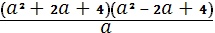 (a² + 2a + 4)(a² − 2a + 4)
a